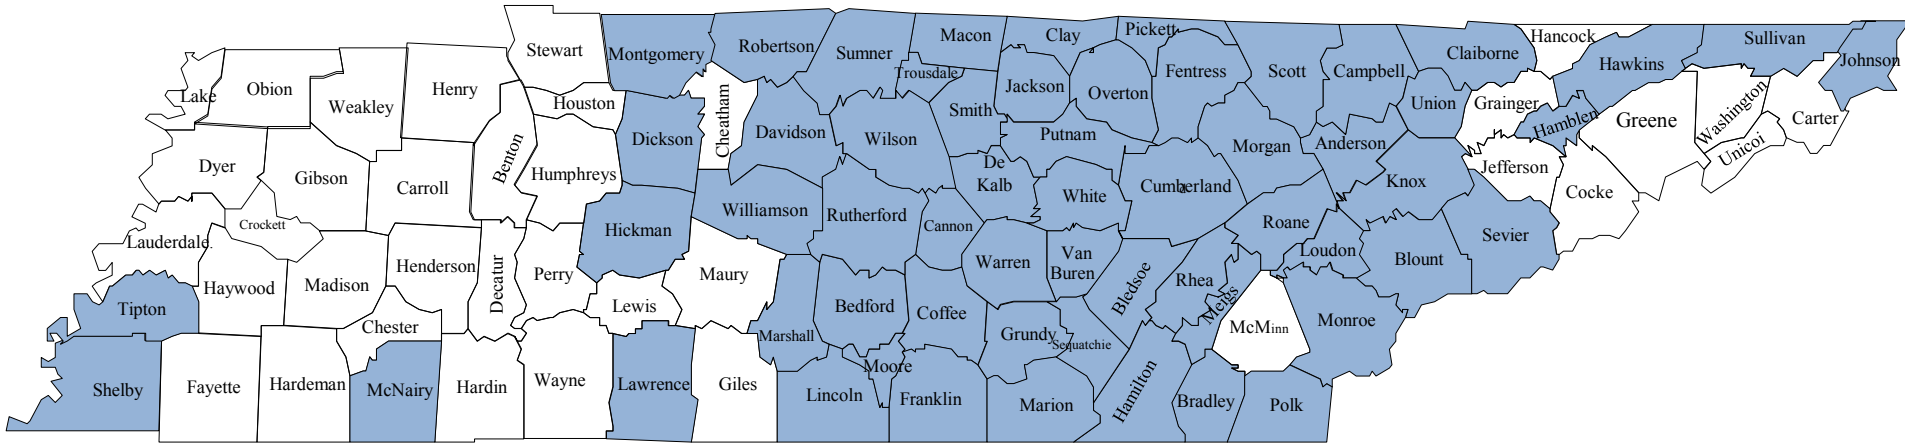 Stewart
Montgomery
Robertson
Sumner
Macon
Clay
Pickett
Hancock
Claiborne
Sullivan
Johnson
Lake
Obion
Weakley
Henry
Houston
Cheatham
Trousdale
Jackson
Overton
Fentress
Scott
Campbell
Union
Grainger
Hawkins
Hamblen
Greene
Washington
Unicoi
Carter
Dyer
Gibson
Carroll
Benton
Humphreys
Dickson
Davidson
Wilson
Smith
Putnam
De
Kalb
White
Cumberland
Morgan
Anderson
Knox
Jefferson
Cocke
Crockett
Lauderdale.
Haywood
Madison
Henderson
Decatur
Perry
Hickman
Williamson
Rutherford
Cannon
Warren
Van
Buren
Bledsoe
Rhea
Meigs
Roane
Loudon
Blount
Sevier
Tipton
Chester
Lewis
Maury
Marshall
Bedford
Coffee
Grundy
Sequatchie
McMinn
Monroe
Shelby
Fayette
Hardeman
McNairy
Hardin
Wayne
Lawrence
Giles
Lincoln
Moore
Franklin
Marion
Hamilton
Bradley
Polk